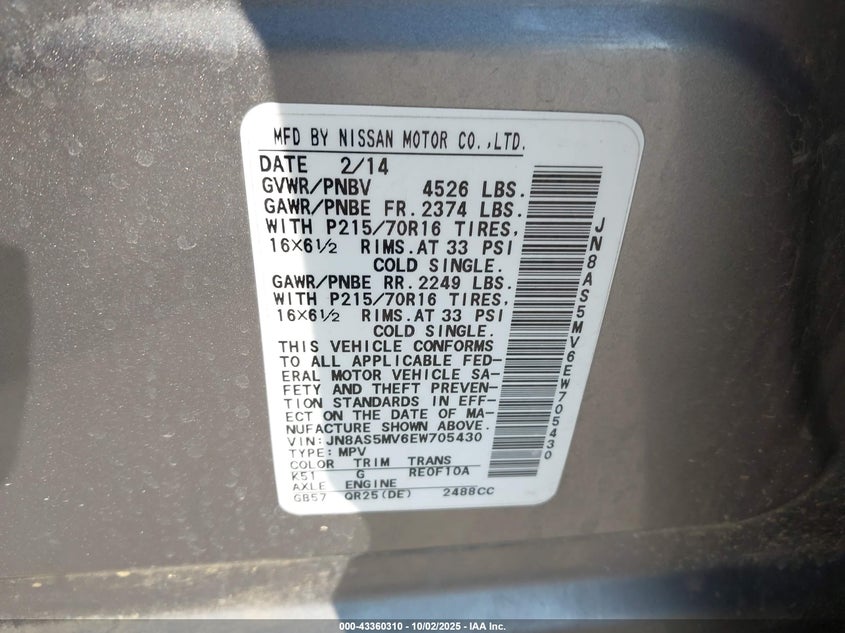 MFD BY NISSAN MOTOR CO.,LTD.
DATE 2/14
GVWR/PNBV 4526 LBS.
GAWR/PNBE FR. 2374 LBS.
WITH P215/70R16 TIRES,
16×6½ RIMS. AT 33 PSI
COLD SINGLE.
GAWR/PNBE RR. 2249 LBS.
WITH P215/70R16 TIRES,
16×6½ RIMS. AT 33 PSI
COLD SINGLE.
THIS VEHICLE CONFORMS
TO ALL APPLICABLE FED-
ERAL MOTOR VEHICLE SA-
FETY AND THEFT PREVEN-
TION STANDARDS IN EFF-
ECT ON THE DATE OF MA-
NUFACTURE SHOWN ABOVE.
VIN: JN8AS5MV6EW705430
TYPE: MPV
COLOR TRIM TRANS
K51 G RE0F10A
AXLE ENGINE
GB57 QR25(DE) 2488CC
JN8AS5MV6EW705430
000-43360310 - 10/02/2025 - IAA Inc.